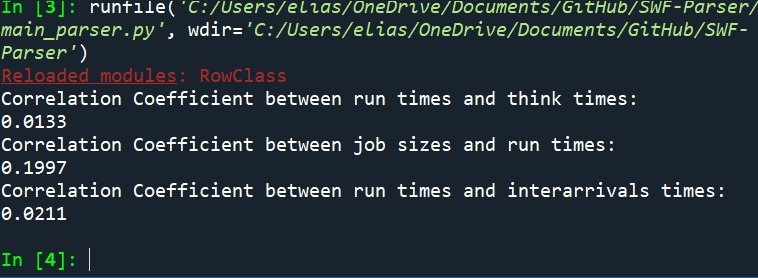 In [3]: runfile('C:/Users/elias/OneDrive/Documents/GitHub/SWF-Parser/
main_parser.py', wdir='C:/Users/elias/OneDrive/Documents/GitHub/SWF-
Parser')
Reloaded modules: RowClass
Correlation Coefficient between run times and think times:
0.0133
Correlation Coefficient between job sizes and run times:
0.1997
Correlation Coefficient between run times and interarrivals times:
0.0211
In [4]: